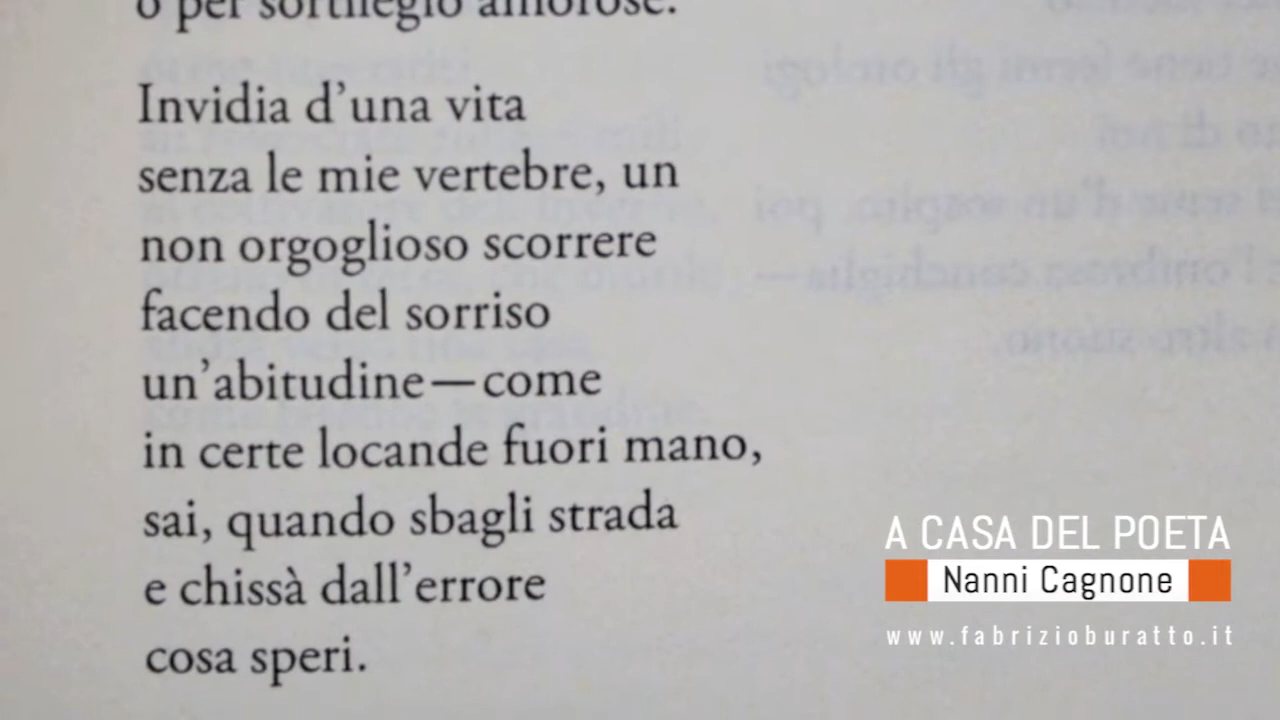 o per sortilegio amorose.
Invidia d'una vita
senza le mie vertebre, un
non orgoglioso scorrere
facendo del sorriso
un'abitudine—come
in certe locande fuori mano,
sai, quando sbagli strada
e chissà dall'errore
cosa speri.
A CASA DEL POETA
Nanni Cagnone
www.fabrizioburatto.it